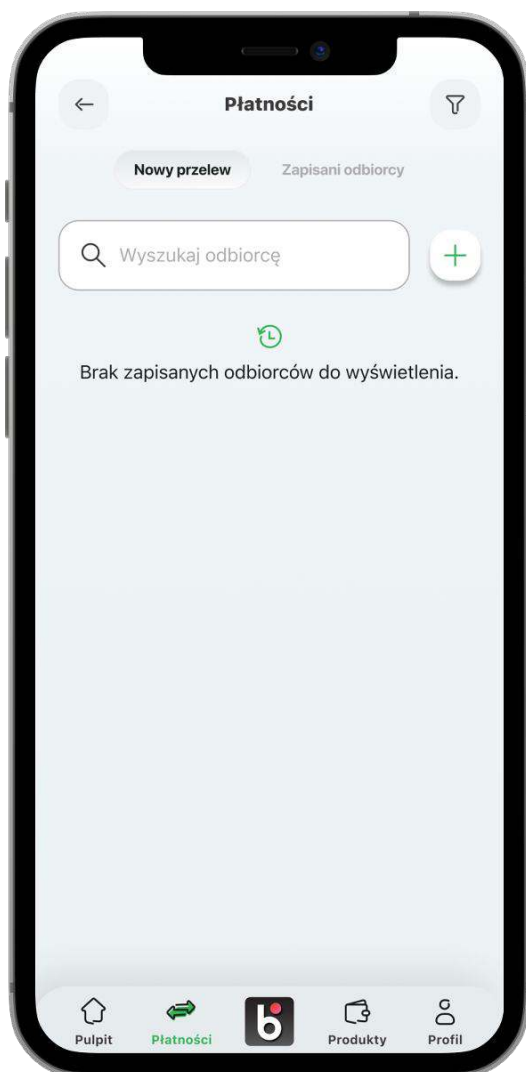 Płatności
Nowy przelew
Zapisani odbiorcy
Wyszukaj odbiorcę
Brak zapisanych odbiorców do wyświetlenia.
Pulpit
Płatności
b
Produkty
Profil